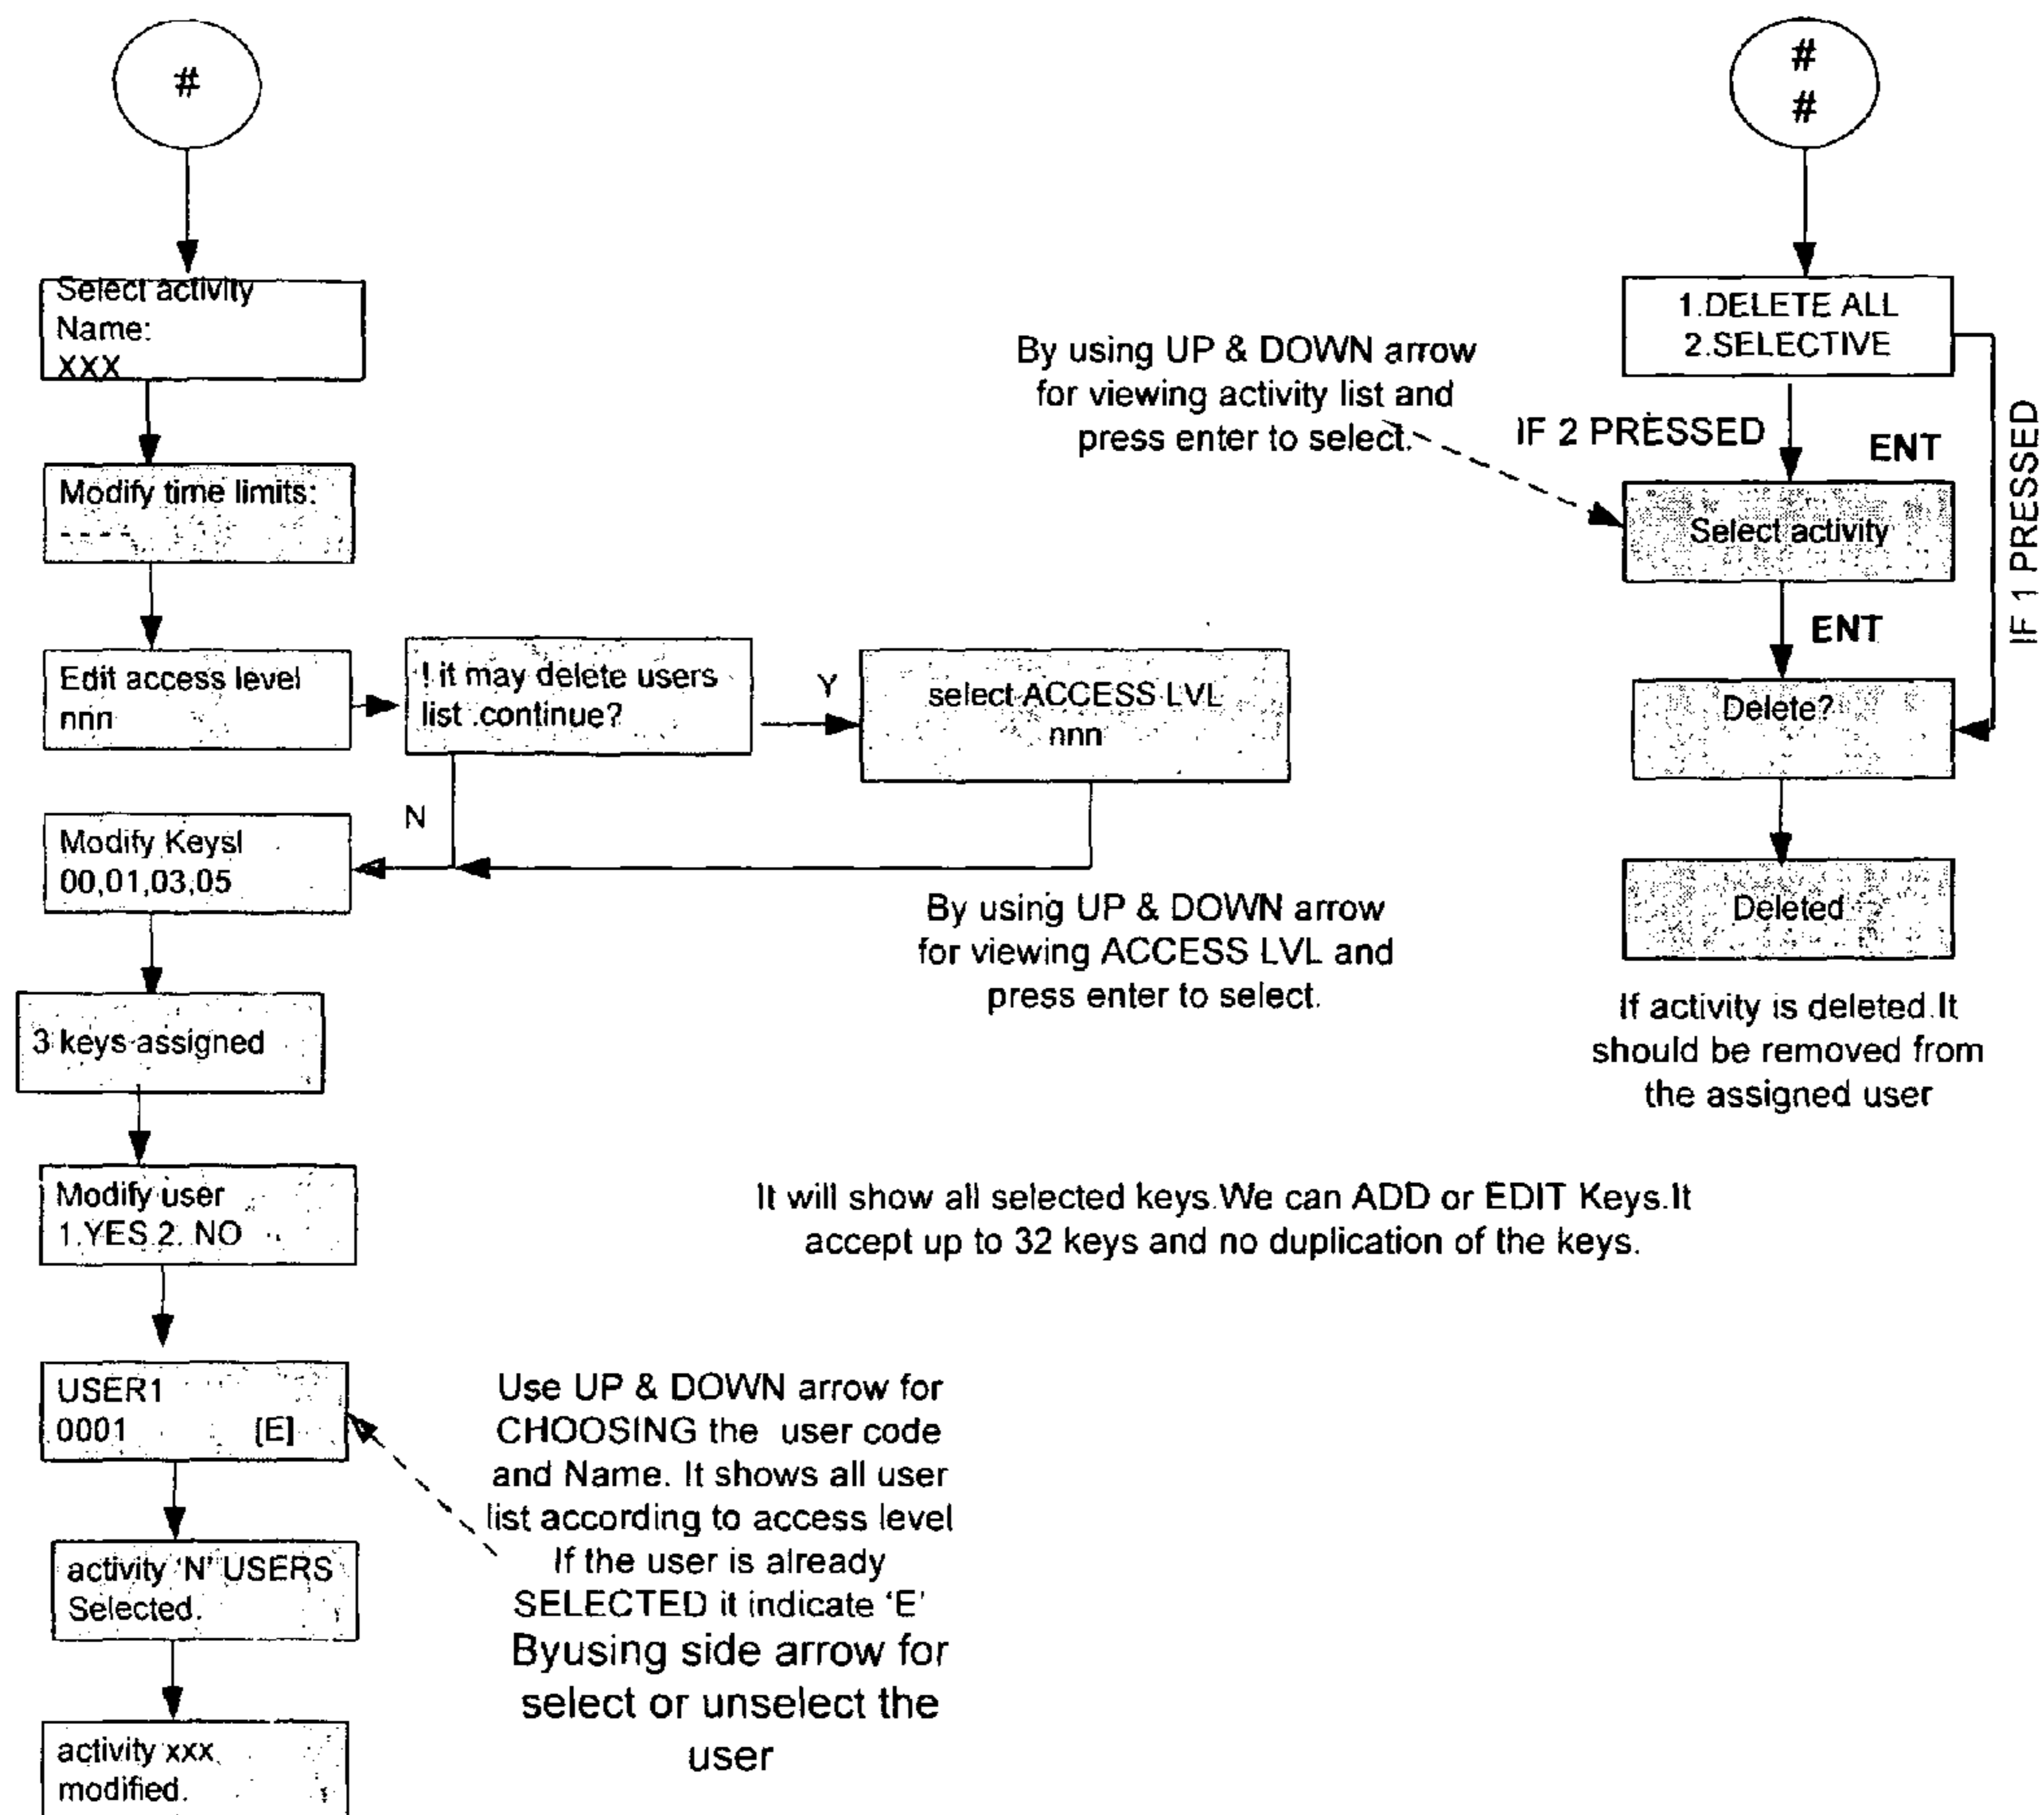 #
Select activity
Name:
XXX
Modify time limits:
- - - - -
Edit access level
nnn
! it may delete users
list .continue?
Y
select ACCESS LVL
nnn
N
Modify Keysl
00,01,03,05
By using UP & DOWN arrow
for viewing ACCESS LVL and
press enter to select.
3 keys assigned
Modify user
1.YES.2. NO
It will show all selected keys.We can ADD or EDIT Keys.It
accept up to 32 keys and no duplication of the keys.
USER1
0001 [E]
Use UP & DOWN arrow for
CHOOSING the user code
and Name. It shows all user
list according to access level
If the user is already
SELECTED it indicate ‘E’
Byusing side arrow for
select or unselect the
user
activity ‘N’ USERS
Selected.
activity xxx
modified.
#
#
1.DELETE ALL
2.SELECTIVE
By using UP & DOWN arrow
for viewing activity list and
press enter to select.
IF 2 PRESSED
ENT
IF 1 PRESSED
Select activity
ENT
Delete?
Deleted
If activity is deleted.It
should be removed from
the assigned user